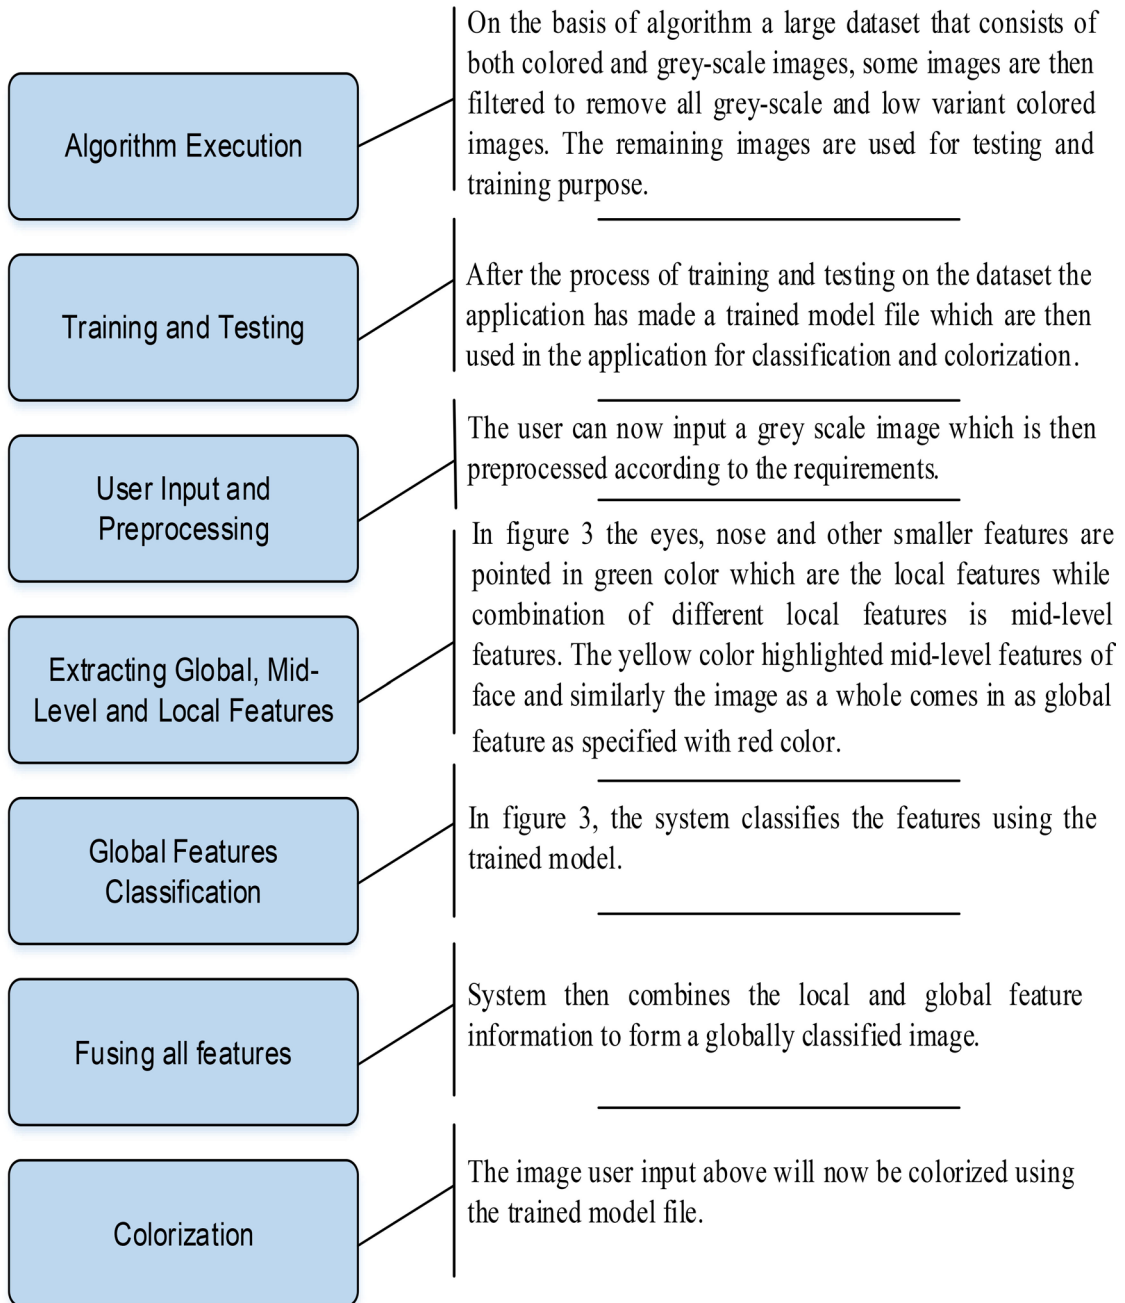 Algorithm Execution
On the basis of algorithm a large dataset that consists of
both colored and grey-scale images, some images are then
filtered to remove all grey-scale and low variant colored
images. The remaining images are used for testing and
training purpose.
Training and Testing
After the process of training and testing on the dataset the
application has made a trained model file which are then
used in the application for classification and colorization.
User Input and
Preprocessing
The user can now input a grey scale image which is then
preprocessed according to the requirements.
Extracting Global, Mid-
Level and Local Features
In figure 3 the eyes, nose and other smaller features are
pointed in green color which are the local features while
combination of different local features is mid-level
features. The yellow color highlighted mid-level features of
face and similarly the image as a whole comes in as global
feature as specified with red color.
Global Features
Classification
In figure 3, the system classifies the features using the
trained model.
Fusing all features
System then combines the local and global feature
information to form a globally classified image.
Colorization
The image user input above will now be colorized using
the trained model file.